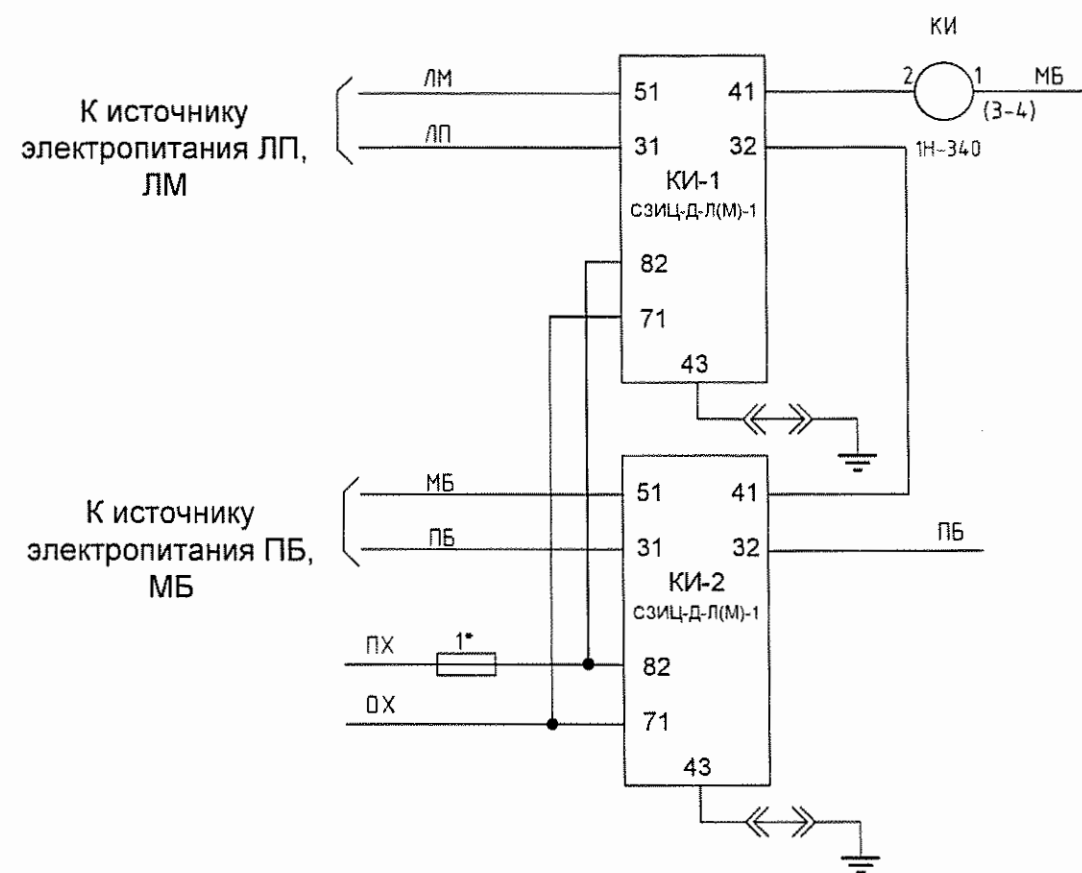 КИ
ЛМ
51
41
2
1
МБ
(3-4)
К источнику
электропитания ЛП,
ЛМ
ЛП
31
32
1Н-340
КИ-1
СЗИЦ-Д-Л(М)-1
82
71
43
К источнику
электропитания ПБ,
МБ
МБ
51
41
ПБ
31
32
ПБ
КИ-2
СЗИЦ-Д-Л(М)-1
ПХ
1*
82
ОХ
71
43